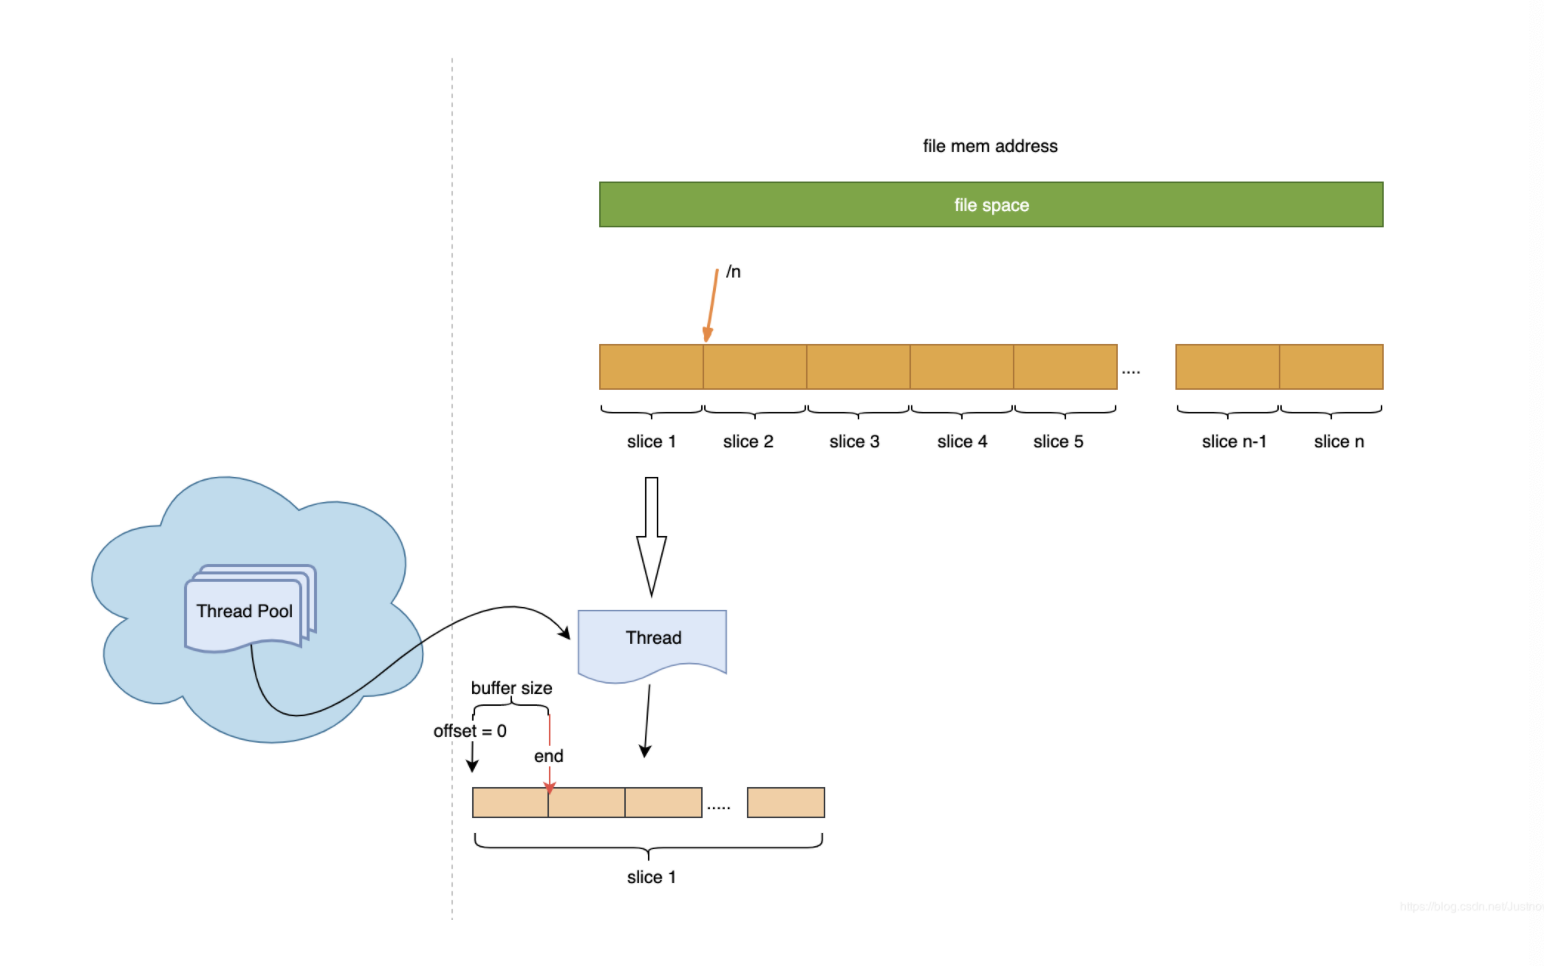 file mem address
file space
/n
....
slice 1
slice 2
slice 3
slice 4
slice 5
slice n-1
slice n
Thread Pool
Thread
buffer size
offset = 0
end
.....
slice 1
https://blog.csdn.net/Justnow